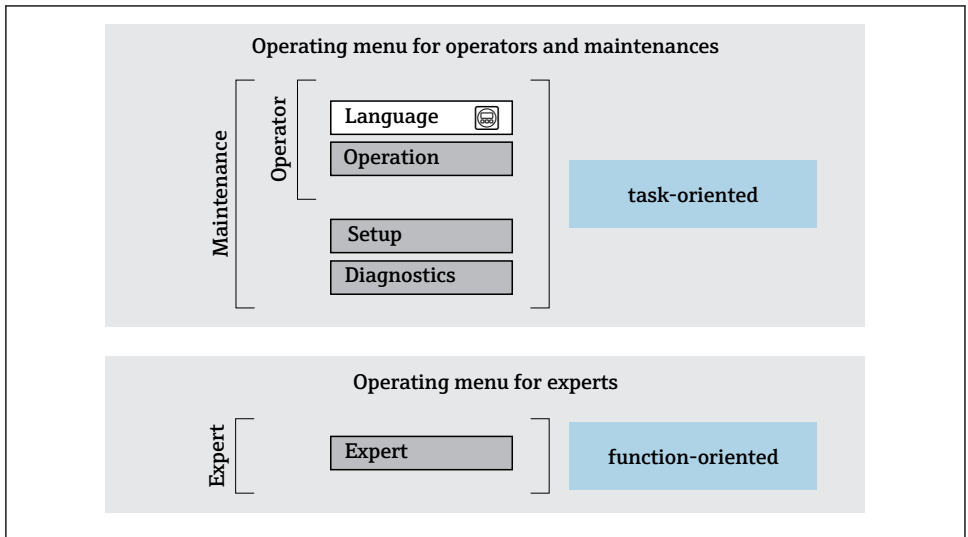 Operating menu for operators and maintenances
Maintenance
Operator
Language
Operation
Setup
Diagnostics
task-oriented
Operating menu for experts
Expert
Expert
function-oriented